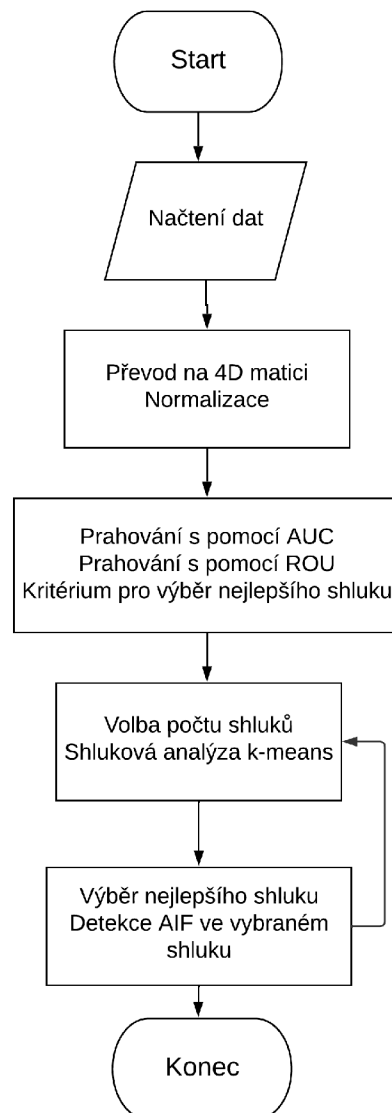 Start
Načtení dat
Převod na 4D matici
Normalizace
Prahování s pomocí AUC
Prahování s pomocí ROU
Kritérium pro výběr nejlepšího shluku
Volba počtu shluků
Shluková analýza k-means
Výběr nejlepšího shluku
Detekce AIF ve vybraném
shluku
Konec